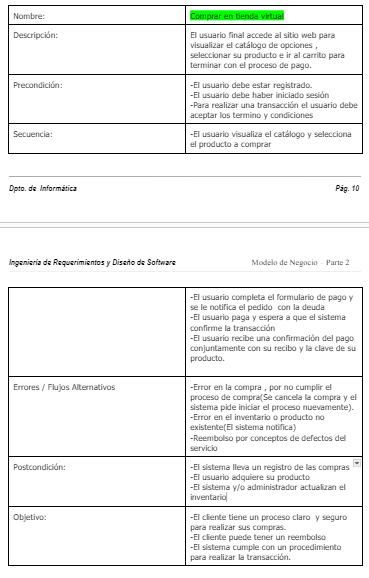 Nombre: Comprar en tienda virtual
Descripción: El usuario final accede al sitio web para
visualizar el catálogo de opciones ,
seleccionar su producto e ir al carrito para
terminar con el proceso de pago.
Precondición: -El usuario debe estar registrado.
-El usuario debe haber iniciado sesión
-Para realizar una transacción el usuario debe
aceptar los termino y condiciones
Secuencia: -El usuario visualiza el catálogo y selecciona
el producto a comprar
Dpto. de Informática Pág. 10
Ingeniería de Requerimientos y Diseño de Software Modelo de Negocio Parte 2
-El usuario completa el formulario de pago y
se le notifica el pedido con la deuda
-El usuario paga y espera a que el sistema
confirme la transacción
-El usuario recibe una confirmación del pago
conjuntamente con su recibo y la clave de su
producto.
Errores / Flujos Alternativos -Error en la compra , por no cumplir el
proceso de compra(Se cancela la compra y el
sistema pide iniciar el proceso nuevamente).
-Error en el inventario o producto no
existente(El sistema notifica)
-Reembolso por conceptos de defectos del
servicio
Postcondición: -El sistema lleva un registro de las compras
-El usuario adquiere su producto
-El sistema y/o administrador actualizan el
inventario
Objetivo: -El cliente tiene un proceso claro y seguro
para realizar sus compras.
-El cliente puede tener un reembolso
-El sistema cumple con un procedimiento
para realizar la transacción.